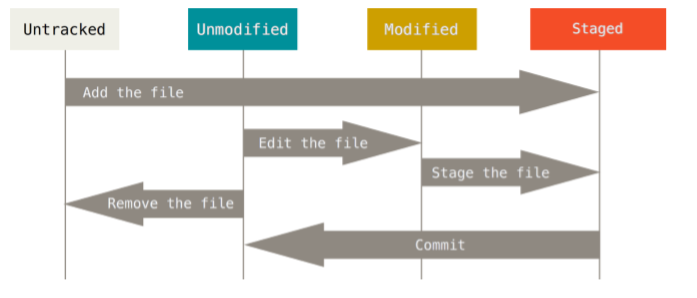 Untracked
Unmodified
Modified
Staged
Add the file
Edit the file
Stage the file
Remove the file
Commit